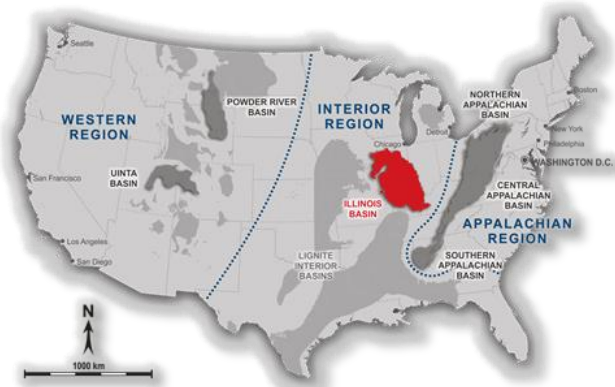 Seattle
WESTERN
REGION
POWDER RIVER
BASIN
INTERIOR
REGION
NORTHERN
APPALACHIAN
BASIN
Boston
Detroit
Chicago
New York
Philadelphia
WASHINGTON D.C.
UINTA
BASIN
San Francisco
ILLINOIS
BASIN
CENTRAL
APPALACHIAN
BASIN
APPALACHIAN
REGION
Los Angeles
San Diego
LIGNITE
INTERIOR
BASINS
SOUTHERN
APPALACHIAN
BASIN
N
1000 km